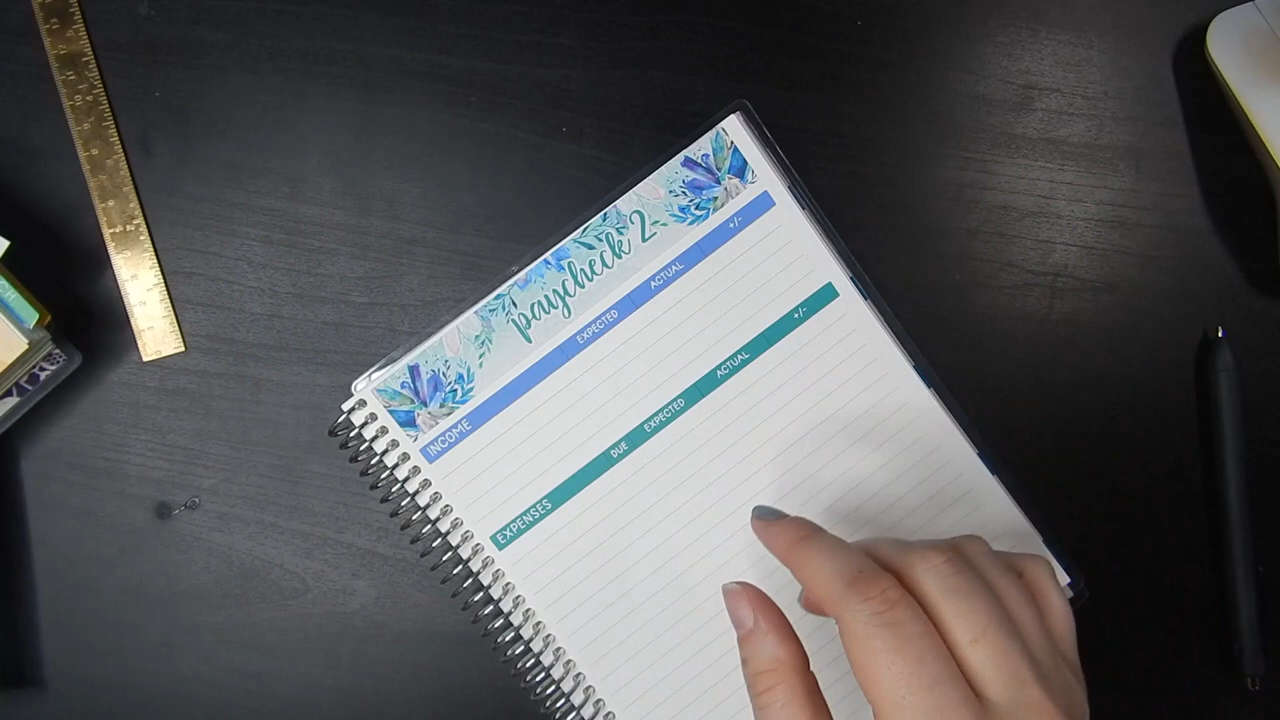 paycheck 2
INCOME EXPECTED ACTUAL +/-
EXPENSES DUE EXPECTED ACTUAL +/-